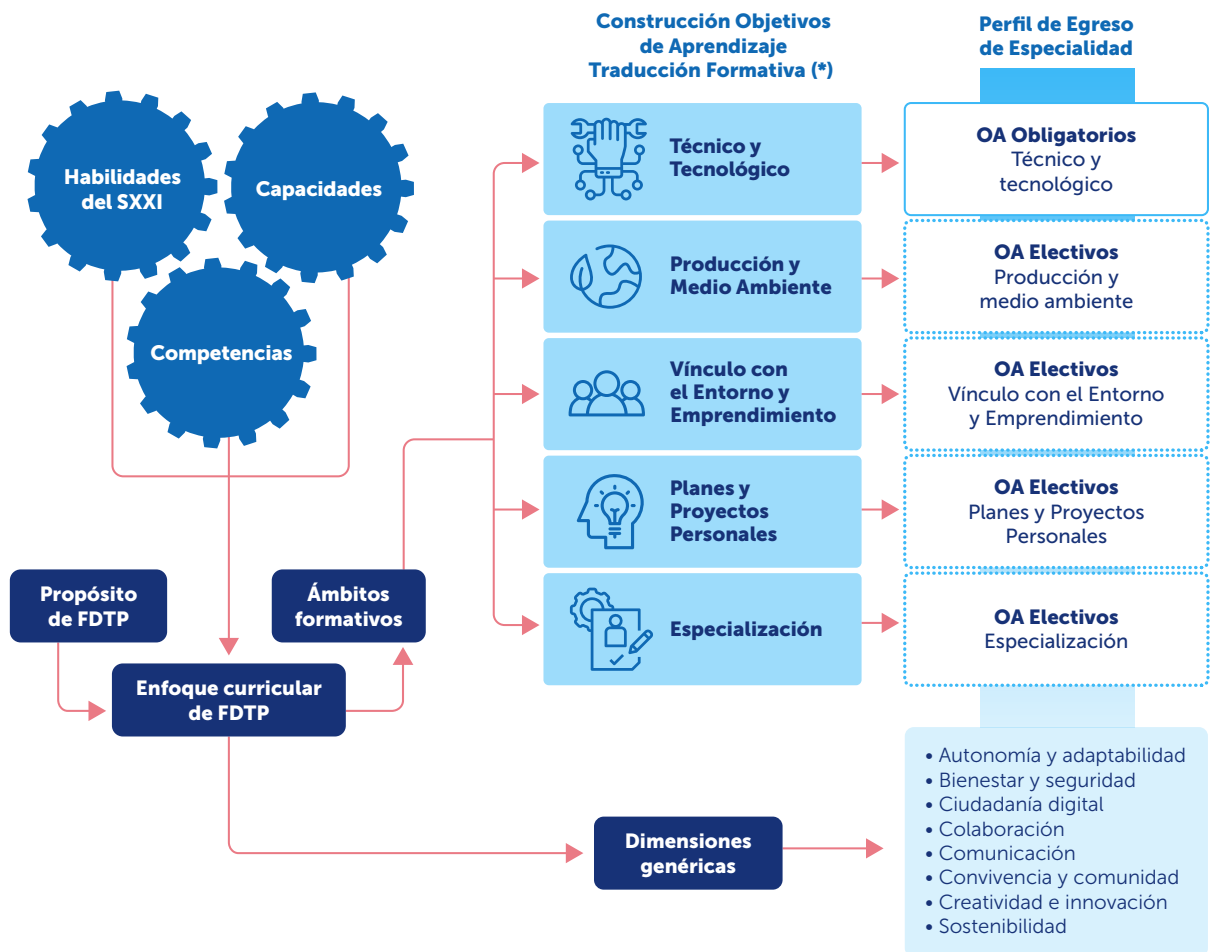 Construcción Objetivos
de Aprendizaje
Traducción Formativa (*)
Perfil de Egreso
de Especialidad
Habilidades
del SXXI
Capacidades
Competencias
Propósito
de FDTP
Ámbitos
formativos
Enfoque curricular
de FDTP
Técnico y
Tecnológico
OA Obligatorios
Técnico y
tecnológico
Producción y
Medio Ambiente
OA Electivos
Producción y
medio ambiente
Vínculo con
el Entorno y
Emprendimiento
OA Electivos
Vínculo con el Entorno
y Emprendimiento
Planes y
Proyectos
Personales
OA Electivos
Planes y Proyectos
Personales
Especialización
OA Electivos
Especialización
Dimensiones
genéricas
• Autonomía y adaptabilidad
• Bienestar y seguridad
• Ciudadanía digital
• Colaboración
• Comunicación
• Convivencia y comunidad
• Creatividad e innovación
• Sostenibilidad